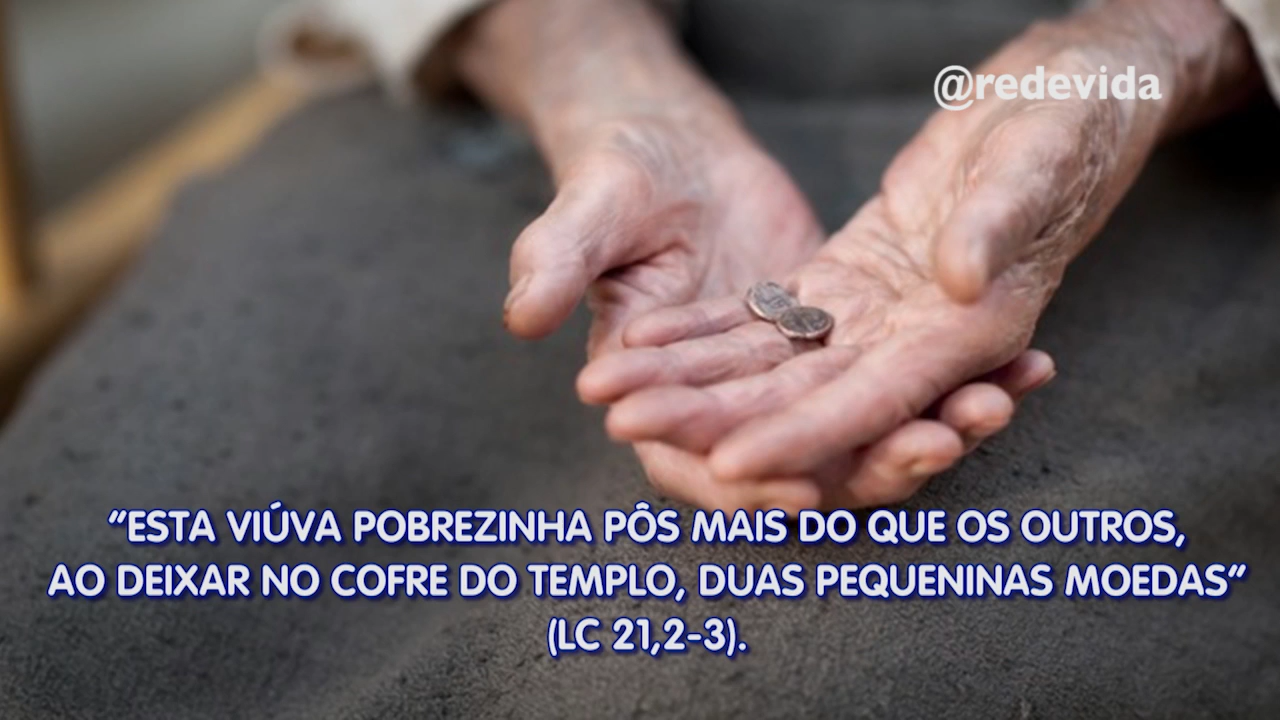 @redevida
“ESTA VIÚVA POBREZINHA PÔS MAIS DO QUE OS OUTROS,
AO DEIXAR NO COFRE DO TEMPLO, DUAS PEQUENINAS MOEDAS”
(LC 21,2-3).